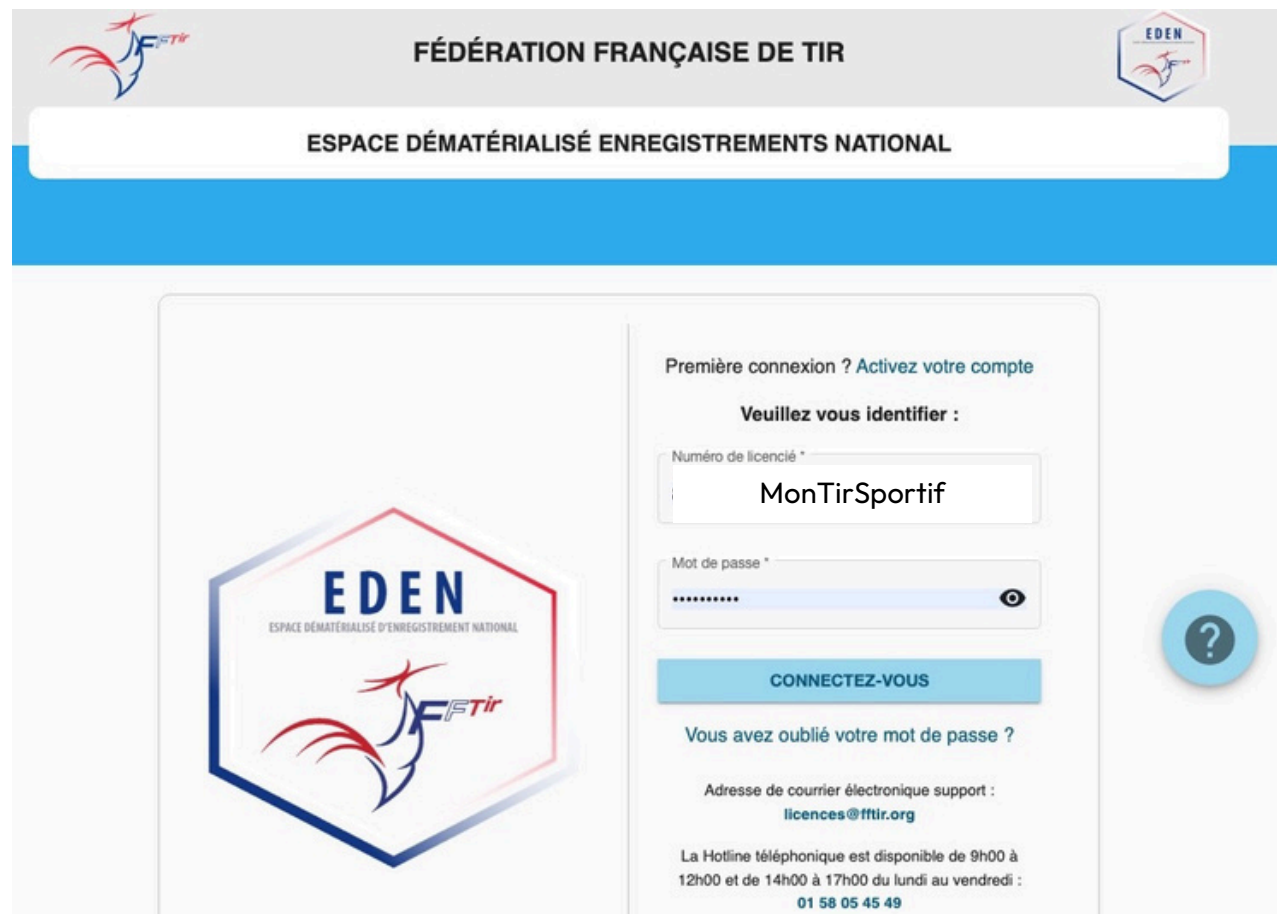 FFTir
FÉDÉRATION FRANÇAISE DE TIR
EDEN
FFTir
ESPACE DÉMATÉRIALISÉ ENREGISTREMENTS NATIONAL
Première connexion ? Activez votre compte
Veuillez vous identifier :
Numéro de licencié *
MonTirSportif
Mot de passe *
••••••••••
CONNECTEZ-VOUS
Vous avez oublié votre mot de passe ?
Adresse de courrier électronique support :
licences@fftir.org
La Hotline téléphonique est disponible de 9h00 à
12h00 et de 14h00 à 17h00 du lundi au vendredi :
01 58 05 45 49
EDEN
ESPACE DÉMATÉRIALISÉ D'ENREGISTREMENT NATIONAL
FFTir
?